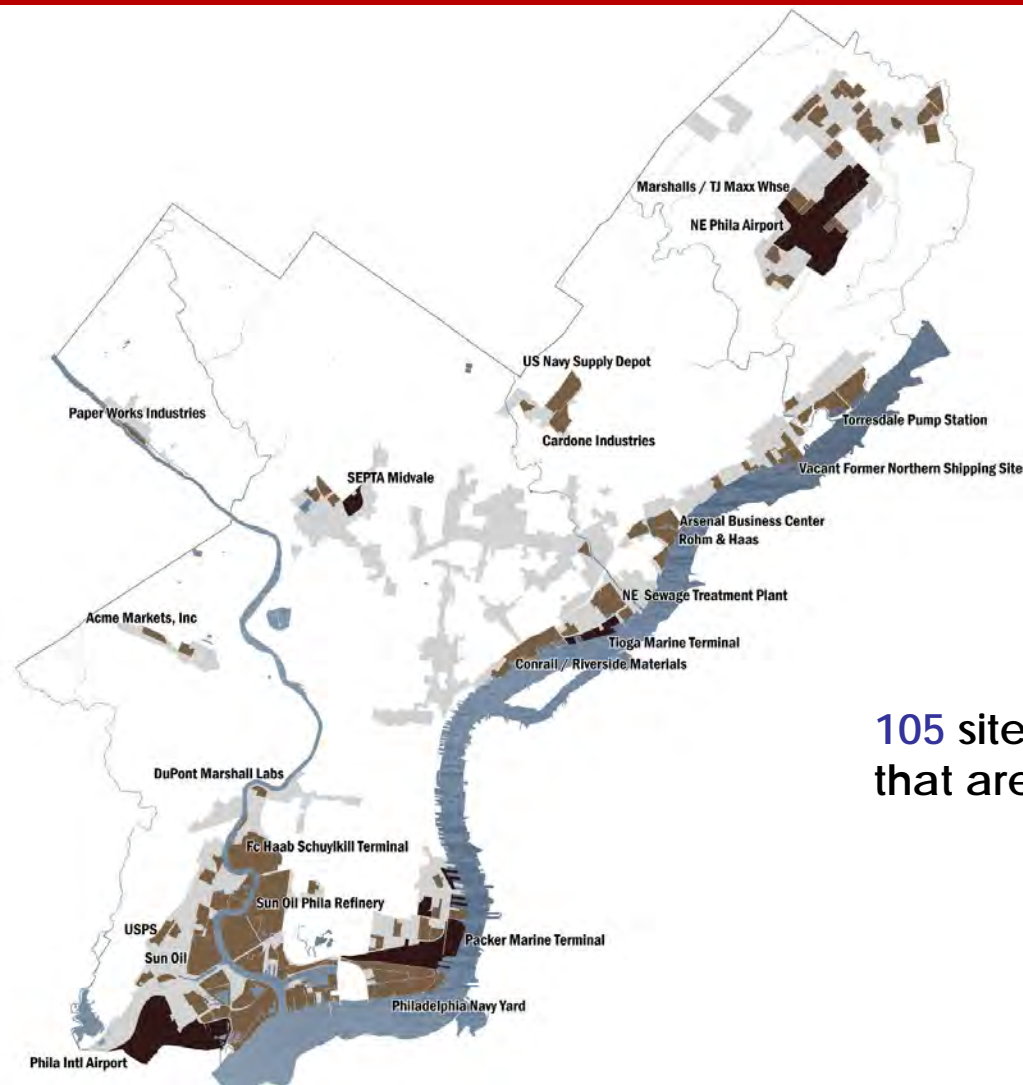 Marshalls / TJ Maxx Whse
NE Phila Airport
US Navy Supply Depot
Paper Works Industries
Torresdale Pump Station
Cardone Industries
Vacant Former Northern Shipping Site
SEPTA Midvale
Arsenal Business Center
Rohm & Haas
NE Sewage Treatment Plant
Acme Markets, Inc
Tioga Marine Terminal
Conrail / Riverside Materials
105 site
that are
DuPont Marshall Labs
Fc Haab Schuylkill Terminal
Sun Oil Phila Refinery
USPS
Packer Marine Terminal
Sun Oil
Philadelphia Navy Yard
Phila Intl Airport